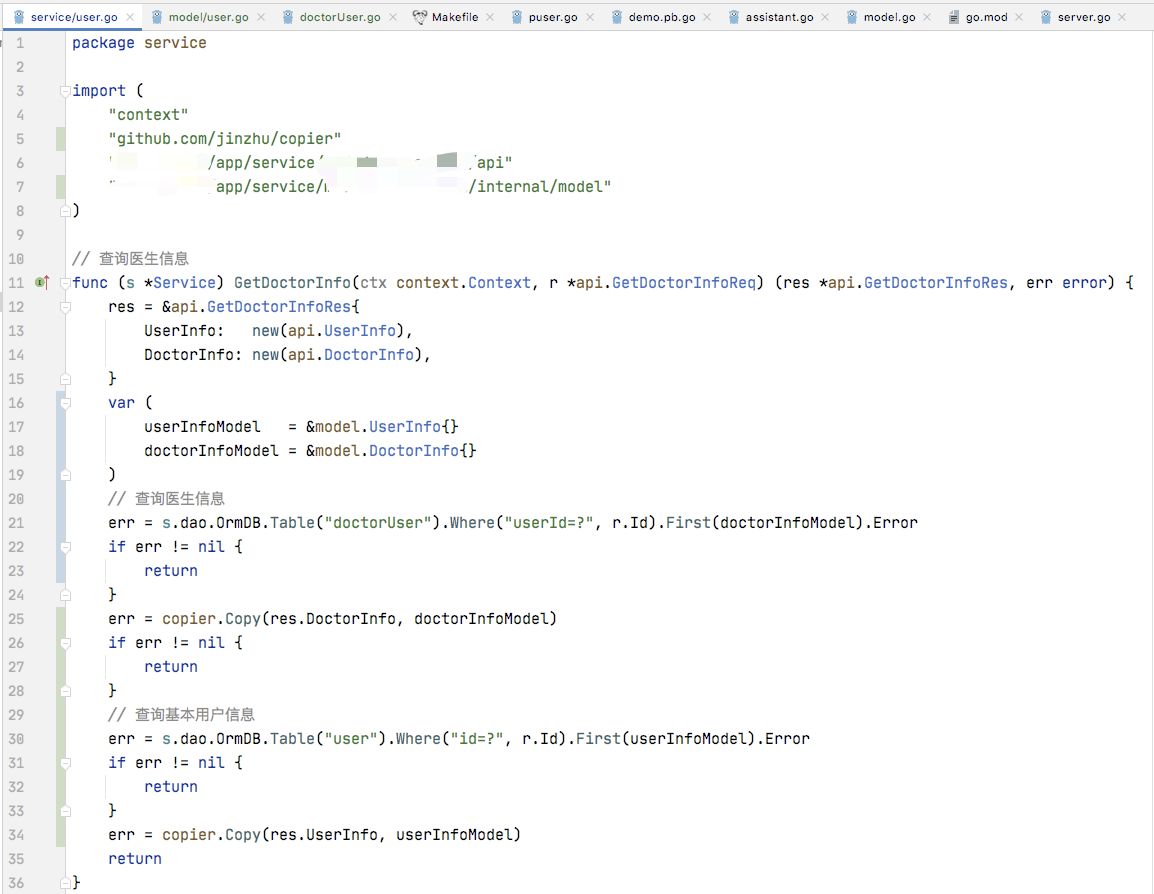 service/user.go × model/user.go × doctorUser.go × Makefile × puser.go × demo.pb.go × assistant.go × model.go × go.mod × server.go ×
1 package service
2
3 import (
4     "context"
5     "github.com/jinzhu/copier"
6     /app/service/ /api"
7     " app/service/ /internal/model"
8 )
9
10 // 查询医生信息
11 func (s *Service) GetDoctorInfo(ctx context.Context, r *api.GetDoctorInfoReq) (res *api.GetDoctorInfoRes, err error) {
12     res = &api.GetDoctorInfoRes{
13         UserInfo:   new(api.UserInfo),
14         DoctorInfo: new(api.DoctorInfo),
15     }
16     var (
17         userInfoModel   = &model.UserInfo{}
18         doctorInfoModel = &model.DoctorInfo{}
19     )
20     // 查询医生信息
21     err = s.dao.OrmDB.Table("doctorUser").Where("userId=?", r.Id).First(doctorInfoModel).Error
22     if err != nil {
23         return
24     }
25     err = copier.Copy(res.DoctorInfo, doctorInfoModel)
26     if err != nil {
27         return
28     }
29     // 查询基本用户信息
30     err = s.dao.OrmDB.Table("user").Where("id=?", r.Id).First(userInfoModel).Error
31     if err != nil {
32         return
33     }
34     err = copier.Copy(res.UserInfo, userInfoModel)
35     return
36 }